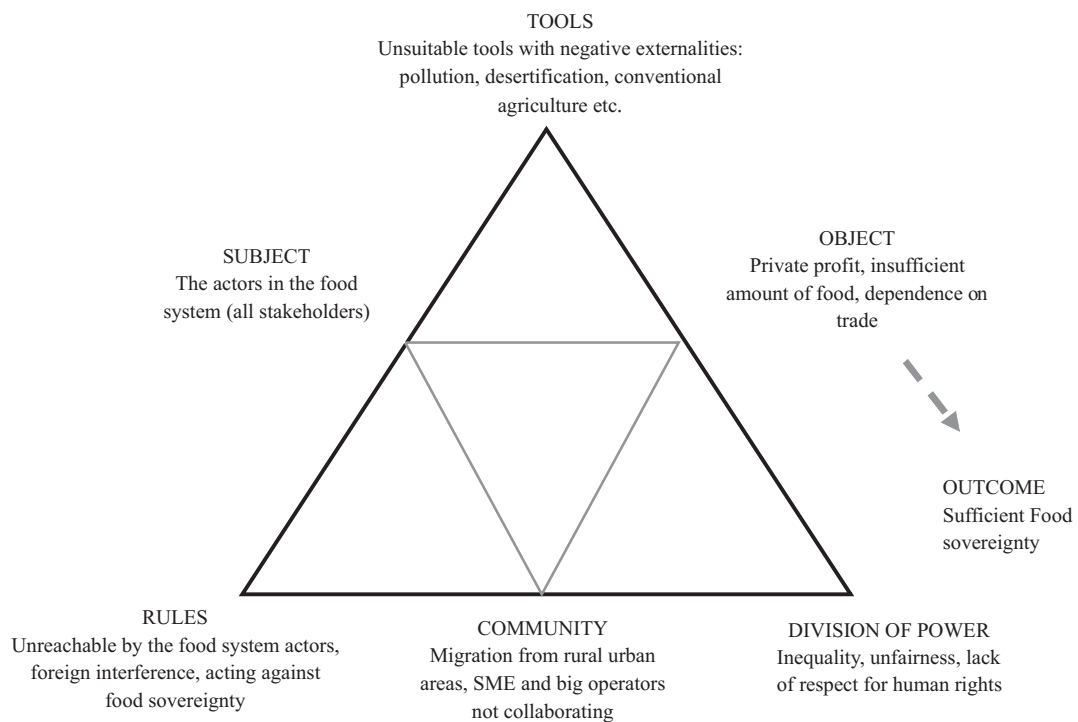 TOOLS
Unsuitable tools with negative externalities:
pollution, desertification, conventional
agriculture etc.
SUBJECT
The actors in the food
system (all stakeholders)
OBJECT
Private profit, insufficient
amount of food, dependence on
trade
OUTCOME
Sufficient Food
sovereignty
RULES
Unreachable by the food system actors,
foreign interference, acting against
food sovereignty
COMMUNITY
Migration from rural urban
areas, SME and big operators
not collaborating
DIVISION OF POWER
Inequality, unfairness, lack
of respect for human rights